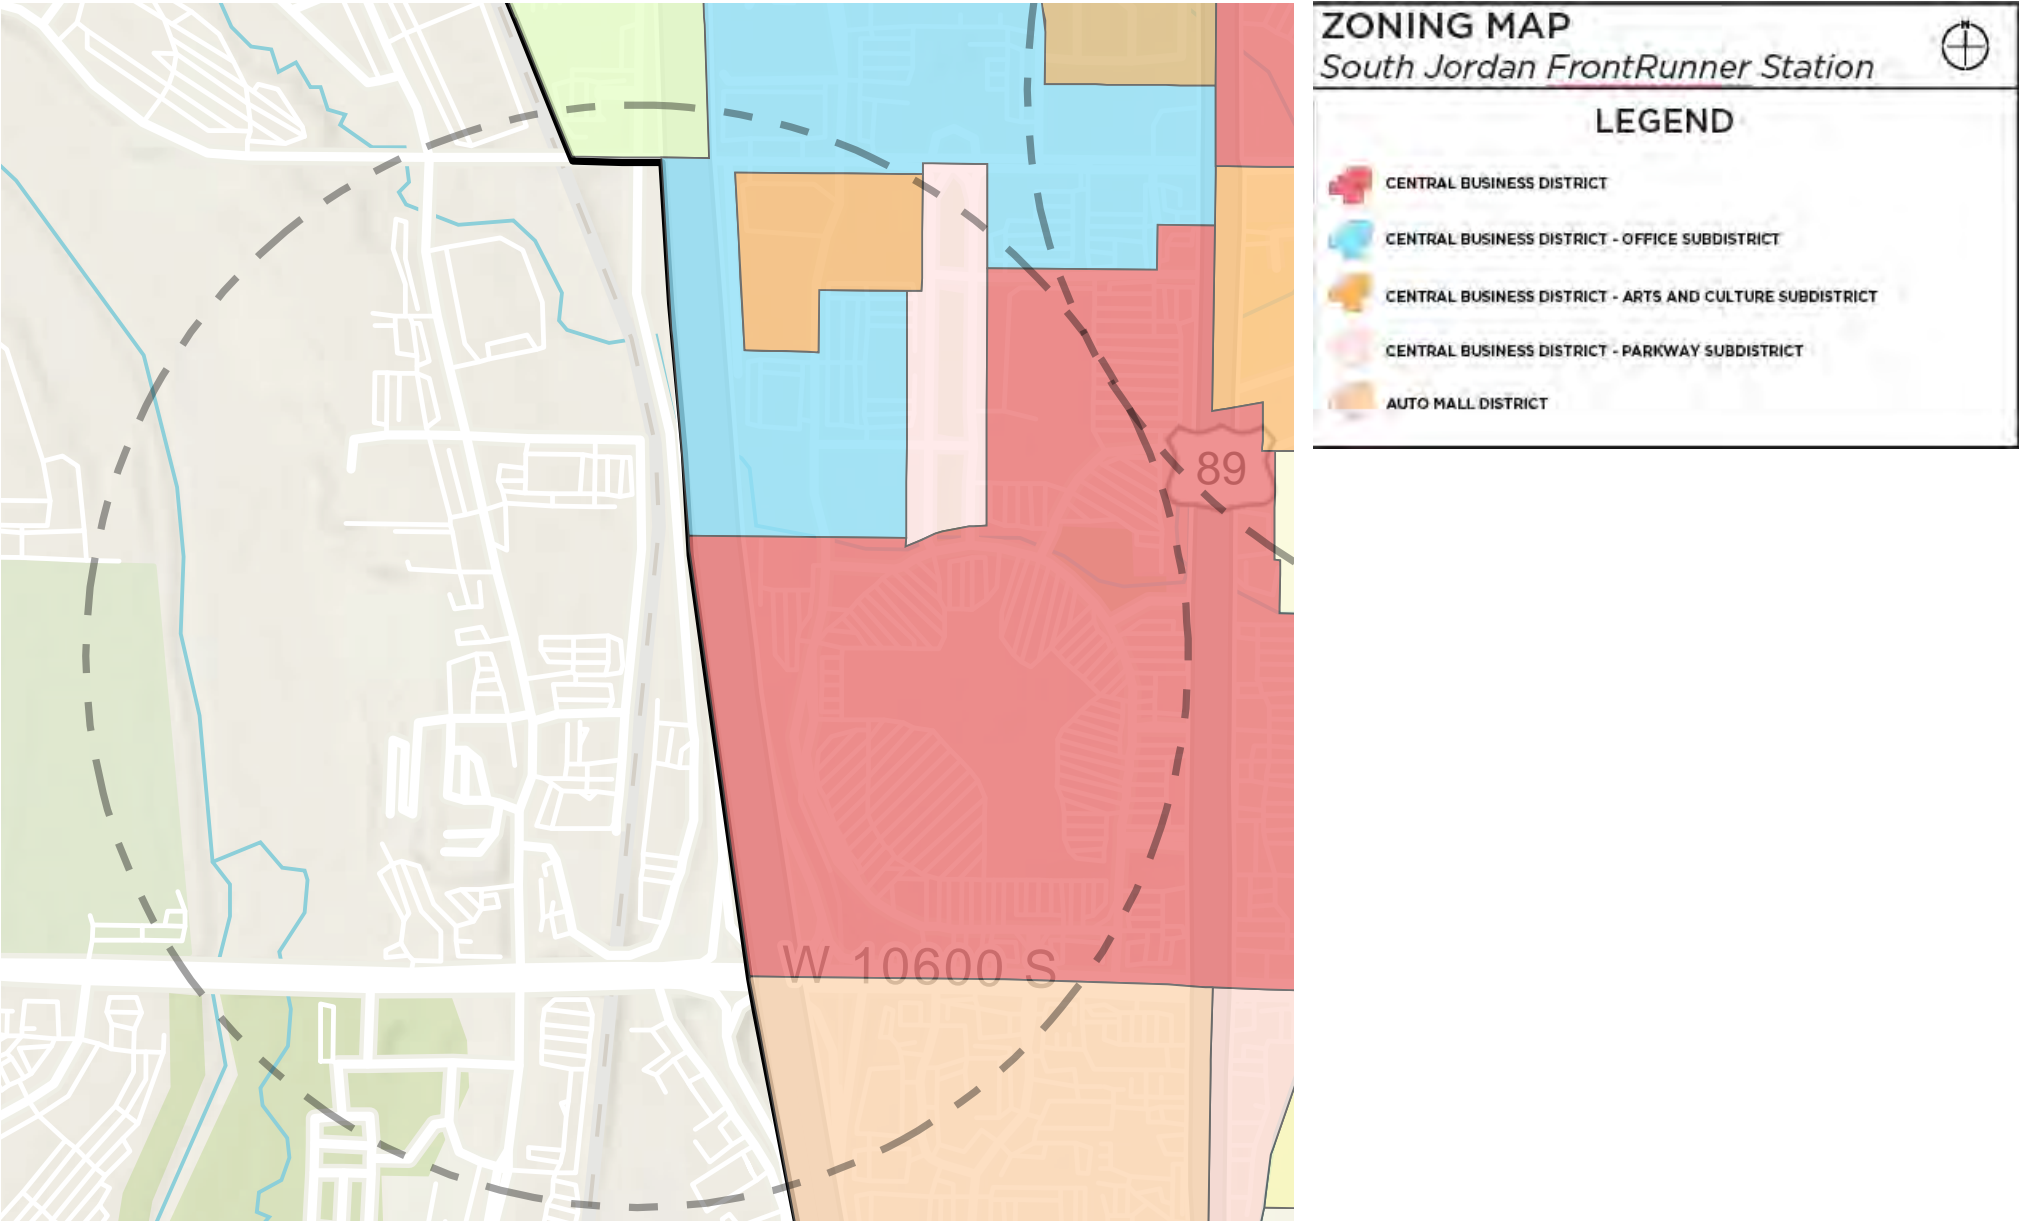 89
W 10600 S
ZONING MAP
N
South Jordan FrontRunner Station
LEGEND
CENTRAL BUSINESS DISTRICT
CENTRAL BUSINESS DISTRICT - OFFICE SUBDISTRICT
CENTRAL BUSINESS DISTRICT - ARTS AND CULTURE SUBDISTRICT
CENTRAL BUSINESS DISTRICT - PARKWAY SUBDISTRICT
AUTO MALL DISTRICT